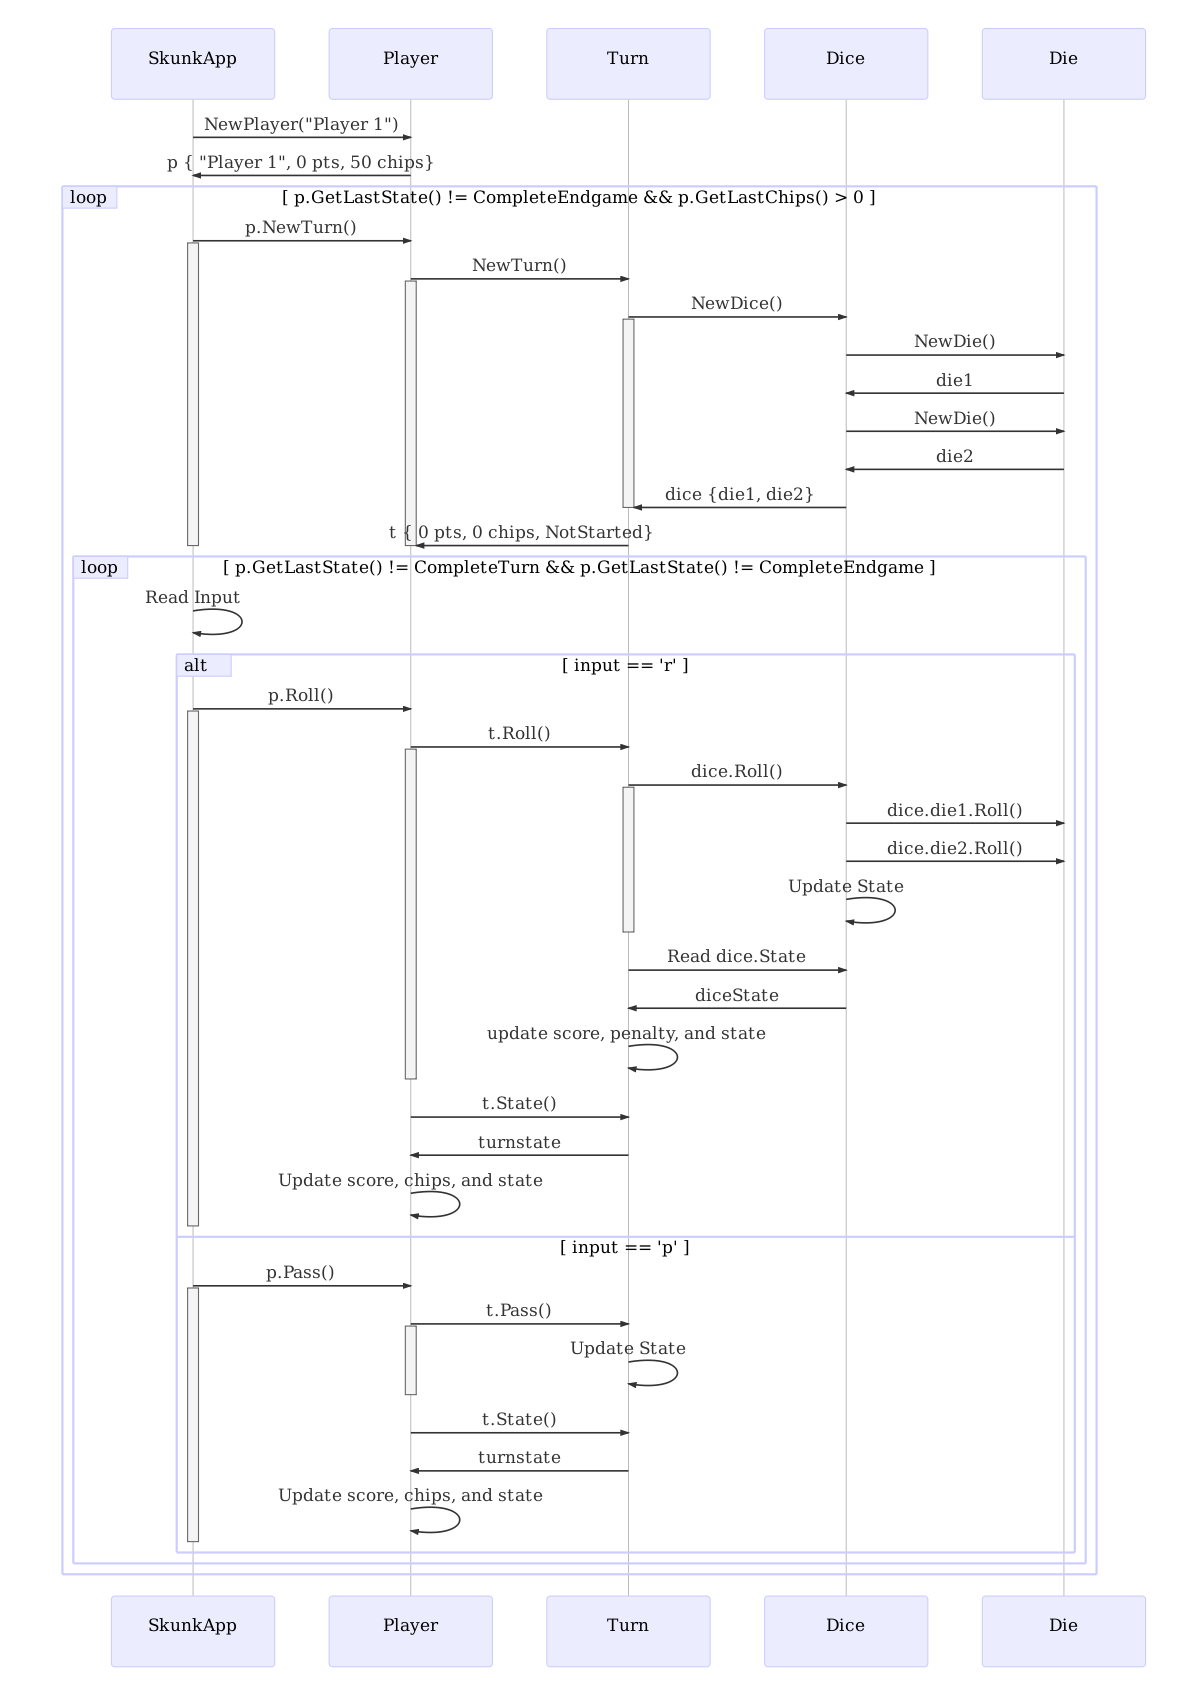 SkunkApp
Player
Turn
Dice
Die
NewPlayer("Player 1")
p { "Player 1", 0 pts, 50 chips}
loop
[ p.GetLastState() != CompleteEndgame && p.GetLastChips() > 0 ]
p.NewTurn()
NewTurn()
NewDice()
NewDie()
die1
NewDie()
die2
dice {die1, die2}
t { 0 pts, 0 chips, NotStarted}
loop
[ p.GetLastState() != CompleteTurn && p.GetLastState() != CompleteEndgame ]
Read Input
alt
[ input == 'r' ]
p.Roll()
t.Roll()
dice.Roll()
dice.die1.Roll()
dice.die2.Roll()
Update State
Read dice.State
diceState
update score, penalty, and state
t.State()
turnstate
Update score, chips, and state
[ input == 'p' ]
p.Pass()
t.Pass()
Update State
t.State()
turnstate
Update score, chips, and state
SkunkApp
Player
Turn
Dice
Die